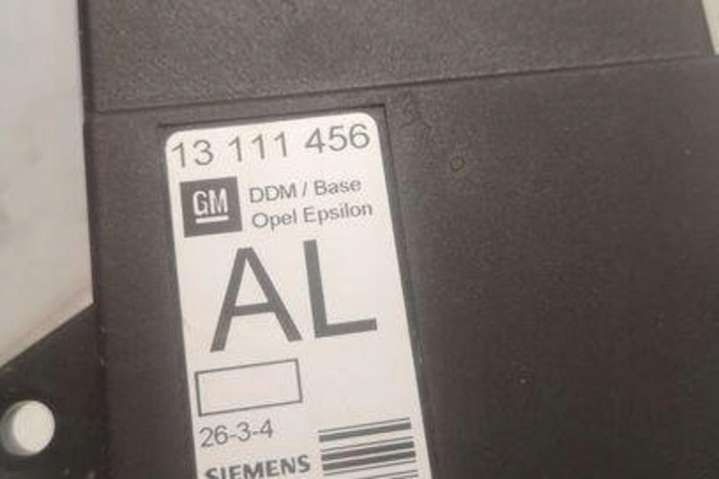 13 111 456
GM
DDM / Base
Opel Epsilon
AL
26-3-4
SIEMENS